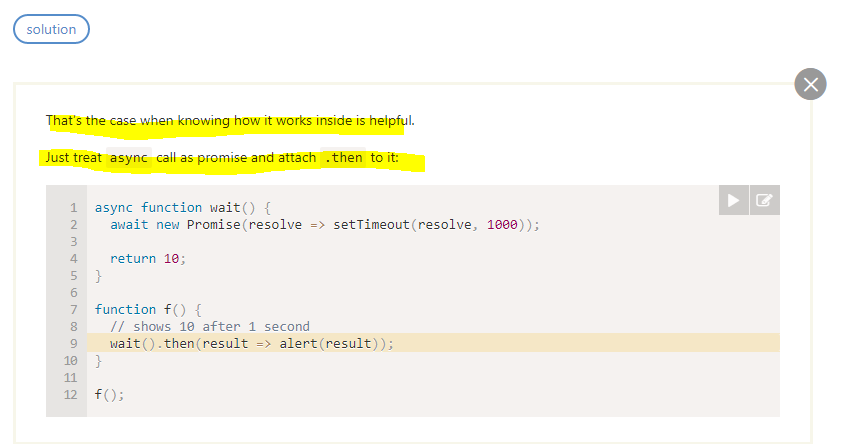 solution
That's the case when knowing how it works inside is helpful.
Just treat async call as promise and attach .then to it:
1 async function wait() {
2   await new Promise(resolve => setTimeout(resolve, 1000));
3
4   return 10;
5 }
6
7 function f() {
8   // shows 10 after 1 second
9   wait().then(result => alert(result));
10 }
11
12 f();